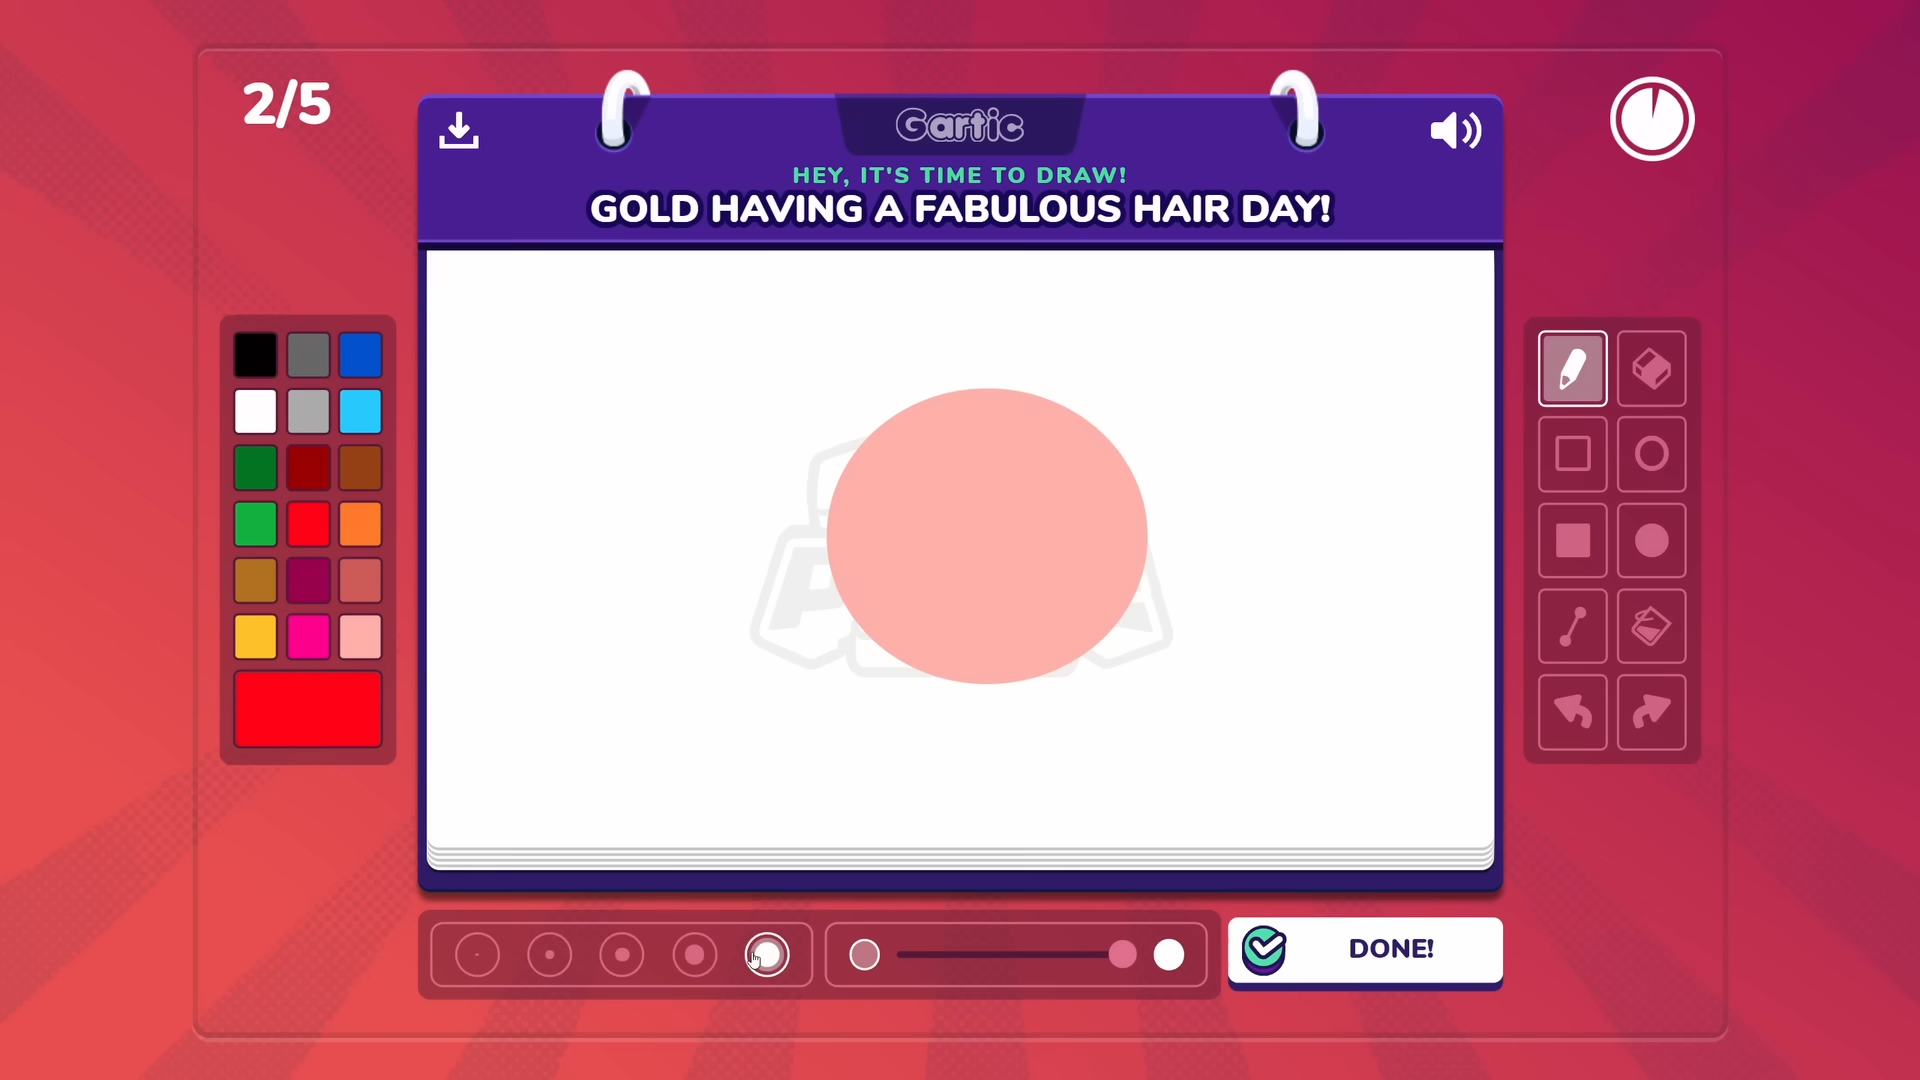 2/5
Gartic
HEY, IT'S TIME TO DRAW!
GOLD HAVING A FABULOUS HAIR DAY!
P
DONE!